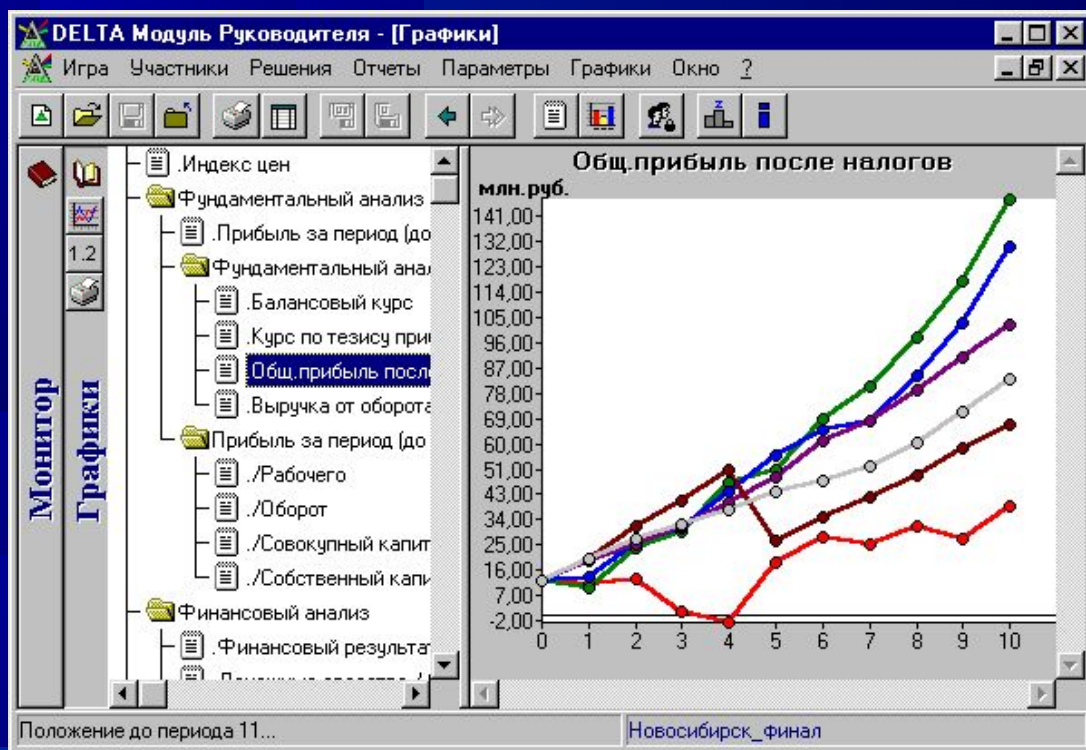 DELTA Модуль Руководителя - [Графики]
Игра Участники Решения Отчеты Параметры Графики Окно ?
Монитор
Графики
1.2
.Индекс цен
Фундаментальный анализ
.Прибыль за период (до
Фундаментальный анал
.Балансовый курс
.Курс по тезису при
Общ.прибыль посл
.Выручка от оборота
Прибыль за период (до
./Рабочего
./Оборот
./Совокупный капит
./Собственный капи
Финансовый анализ
.Финансовый результа
Общ.прибыль после налогов
млн.руб.
141,00
132,00
123,00
114,00
105,00
96,00
87,00
78,00
69,00
60,00
51,00
43,00
34,00
25,00
16,00
7,00
-2,00
0 1 2 3 4 5 6 7 8 9 10
Положение до периода 11...
Новосибирск_финал